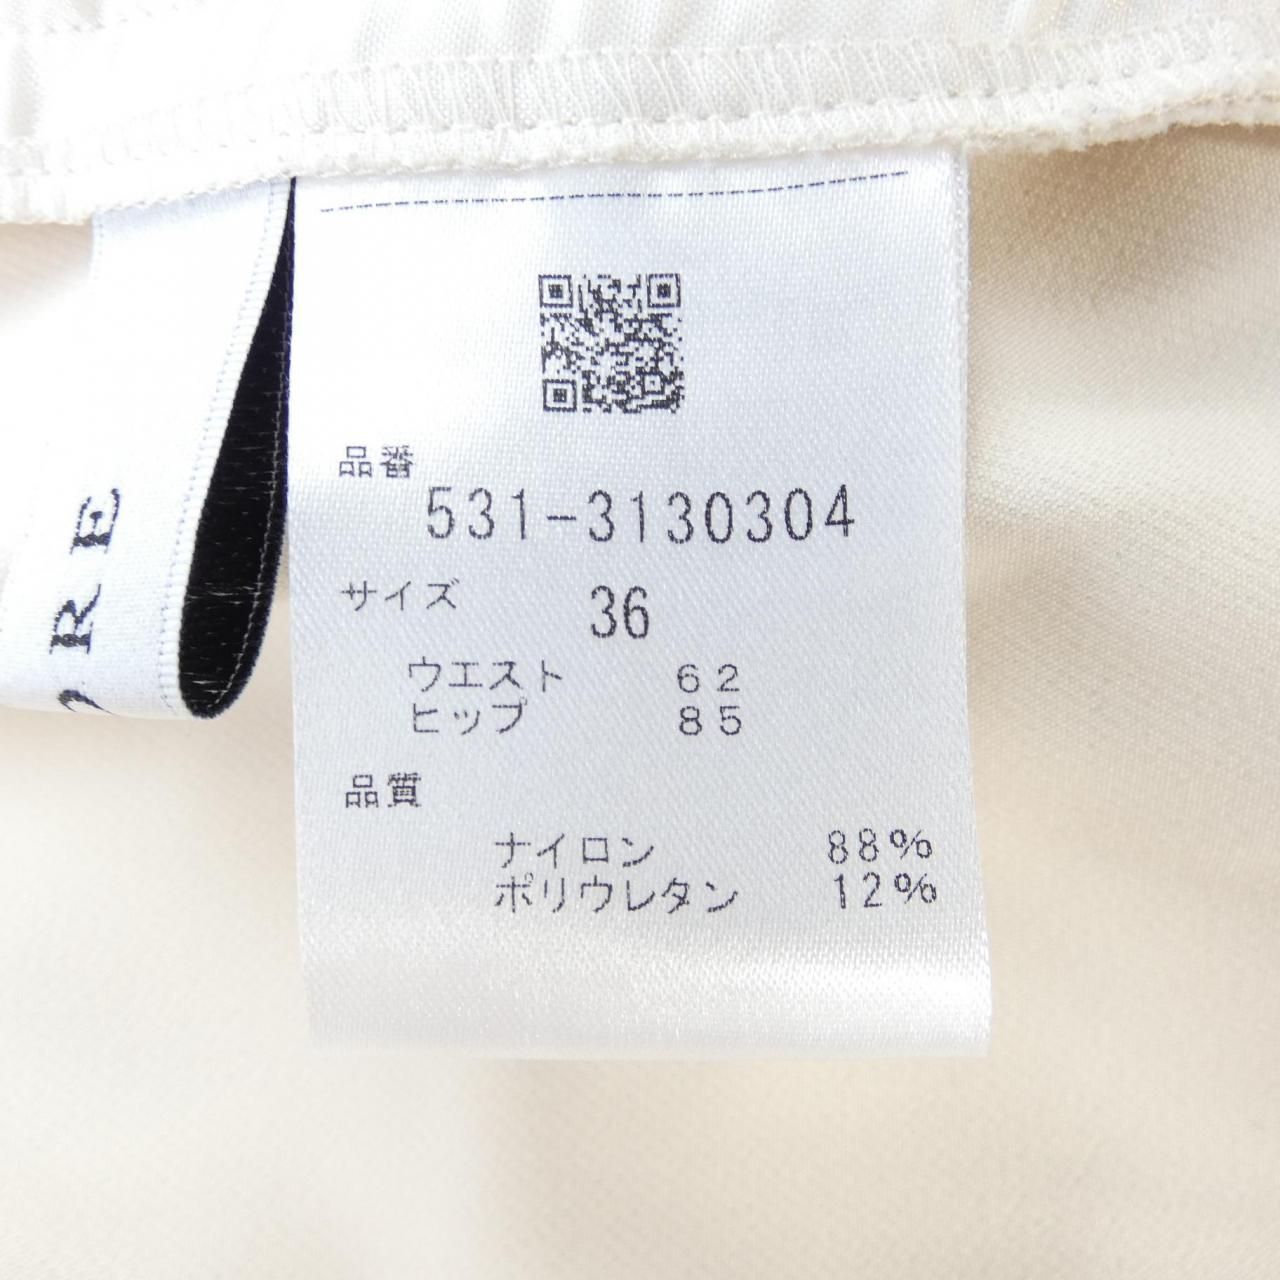 品番
531-3130304
サイズ 36
ウエスト 62
ヒップ 85
品質
ナイロン 88%
ポリウレタン 12%
RE